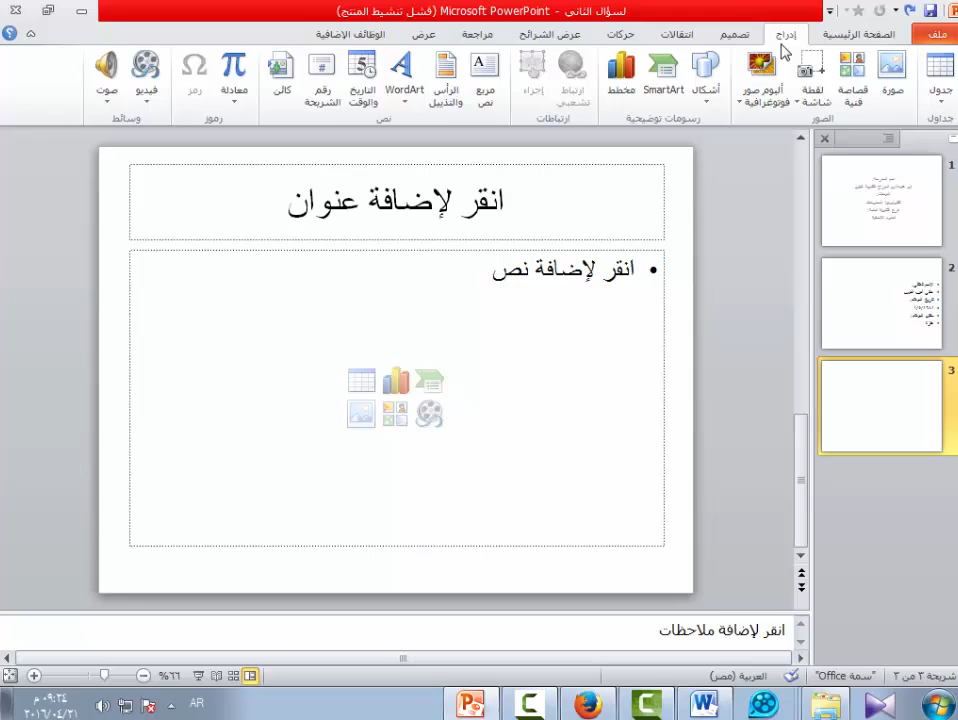 لسؤال الثاني - Microsoft PowerPoint (فشل تنشيط المنتج)
ملف
الصفحة الرئيسية
إدراج
تصميم
انتقالات
حركات
عرض الشرائح
مراجعة
عرض
الوظائف الإضافية
جدول
صورة
قصاصة
فنية
لقطة
شاشة
ألبوم صور
فوتوغرافية
أشكال
SmartArt
مخطط
ارتباط
تشعبي
إجراء
مربع
نص
الرأس
والتذييل
WordArt
التاريخ
والوقت
رقم
الشريحة
كائن
معادلة
رمز
فيديو
صوت
جداول
الصور
رسومات توضيحية
ارتباطات
نص
رموز
وسائط
1
2
3
انقر لإضافة عنوان
• انقر لإضافة نص
انقر لإضافة ملاحظات
شريحة ٣ من ٣
"سمة Office"
العربية (مصر)
٦٦%
AR
٠٩:٢٤ م
٢٠١٦/٠٤/٢١